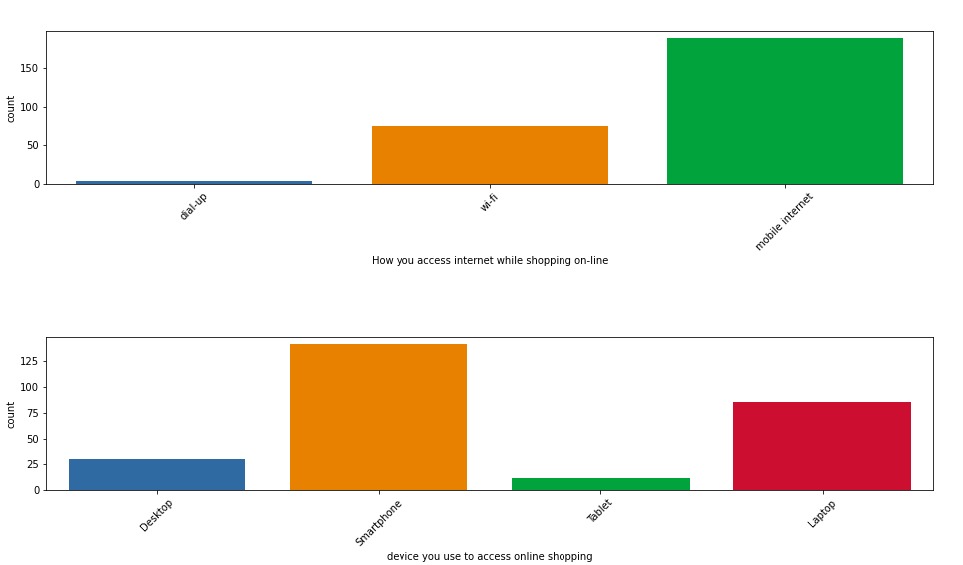 150
100
50
0
count
dial-up
wi-fi
mobile internet
How you access internet while shopping on-line
125
100
75
50
25
0
count
Desktop
Smartphone
Tablet
Laptop
device you use to access online shopping